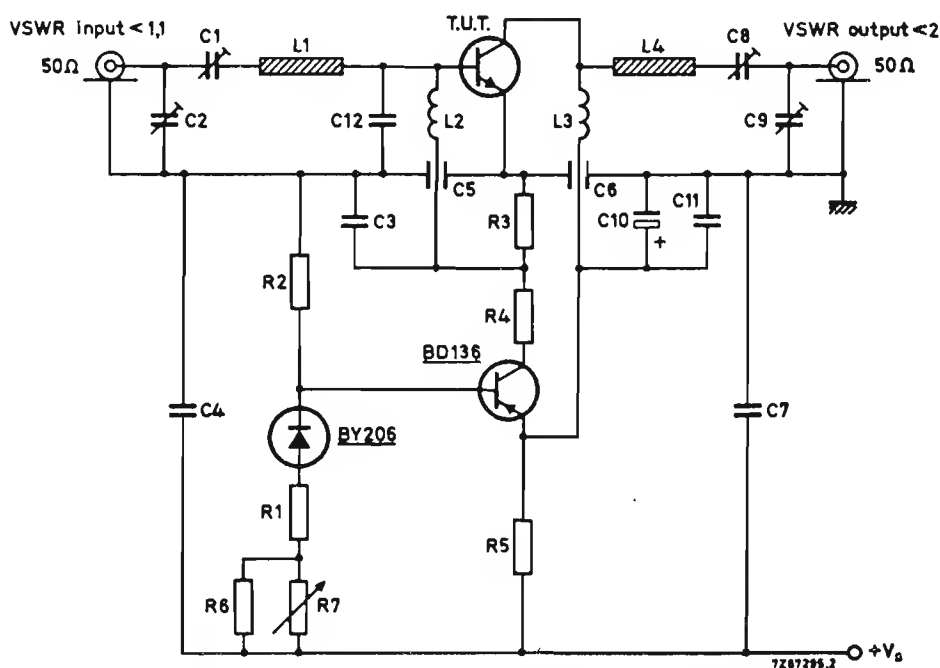 VSWR input <1,1
C1
L1
T.U.T.
L4
C8
VSWR output <2
50Ω
50Ω
C2
C12
L2
L3
C9
C5
C6
C3
R3
C10
+
C11
R2
R4
BD136
C4
BY206
C7
R1
R5
R6
R7
7Z67295.2
+Vs